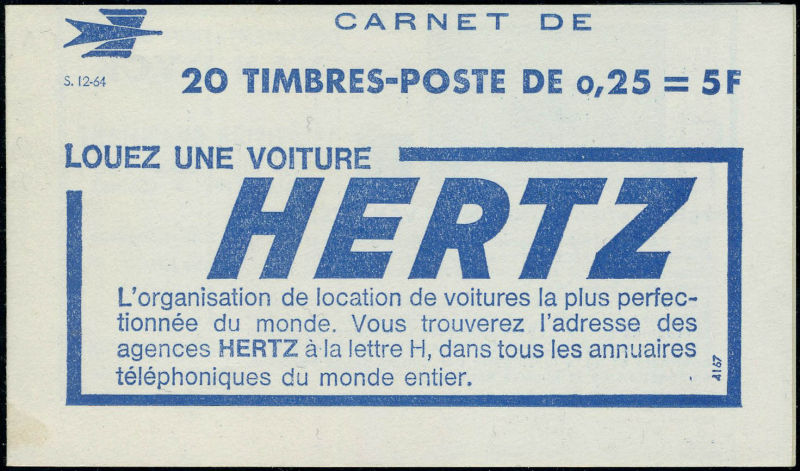 CARNET DE
S. 12-64
20 TIMBRES-POSTE DE 0,25 = 5F
LOUEZ UNE VOITURE
HERTZ
L'organisation de location de voitures la plus perfec-
tionnée du monde. Vous trouverez l'adresse des
agences HERTZ à la lettre H, dans tous les annuaires
téléphoniques du monde entier.
A167